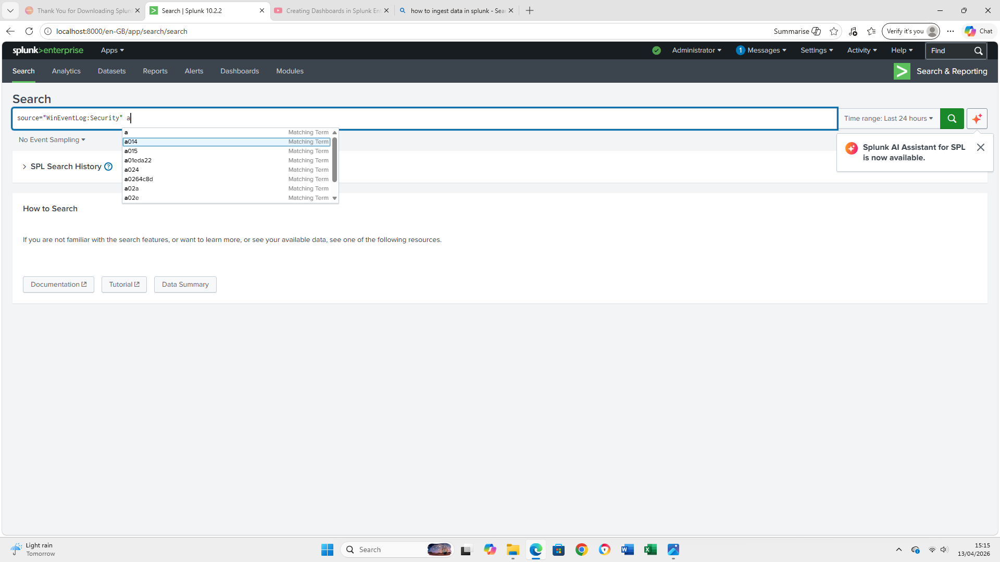 Thank You for Downloading Splun
Search | Splunk 10.2.2
Creating Dashboards in Splunk En
how to ingest data in splunk - Sea
localhost:8000/en-GB/app/search/search
Summarise
Verify it's you
Chat
splunk>enterprise
Apps
Administrator
1 Messages
Settings
Activity
Help
Find
Search
Analytics
Datasets
Reports
Alerts
Dashboards
Modules
Search & Reporting
Search
source="WinEventLog:Security" a
Time range: Last 24 hours
a Matching Term
a014 Matching Term
a015 Matching Term
a01eda22 Matching Term
a024 Matching Term
a0264c8d Matching Term
a02a Matching Term
a02e Matching Term
No Event Sampling
Splunk AI Assistant for SPL
is now available.
SPL Search History ?
How to Search
If you are not familiar with the search features, or want to learn more, or see your available data, see one of the following resources.
Documentation
Tutorial
Data Summary
Light rain
Tomorrow
Search
15:15
13/04/2026